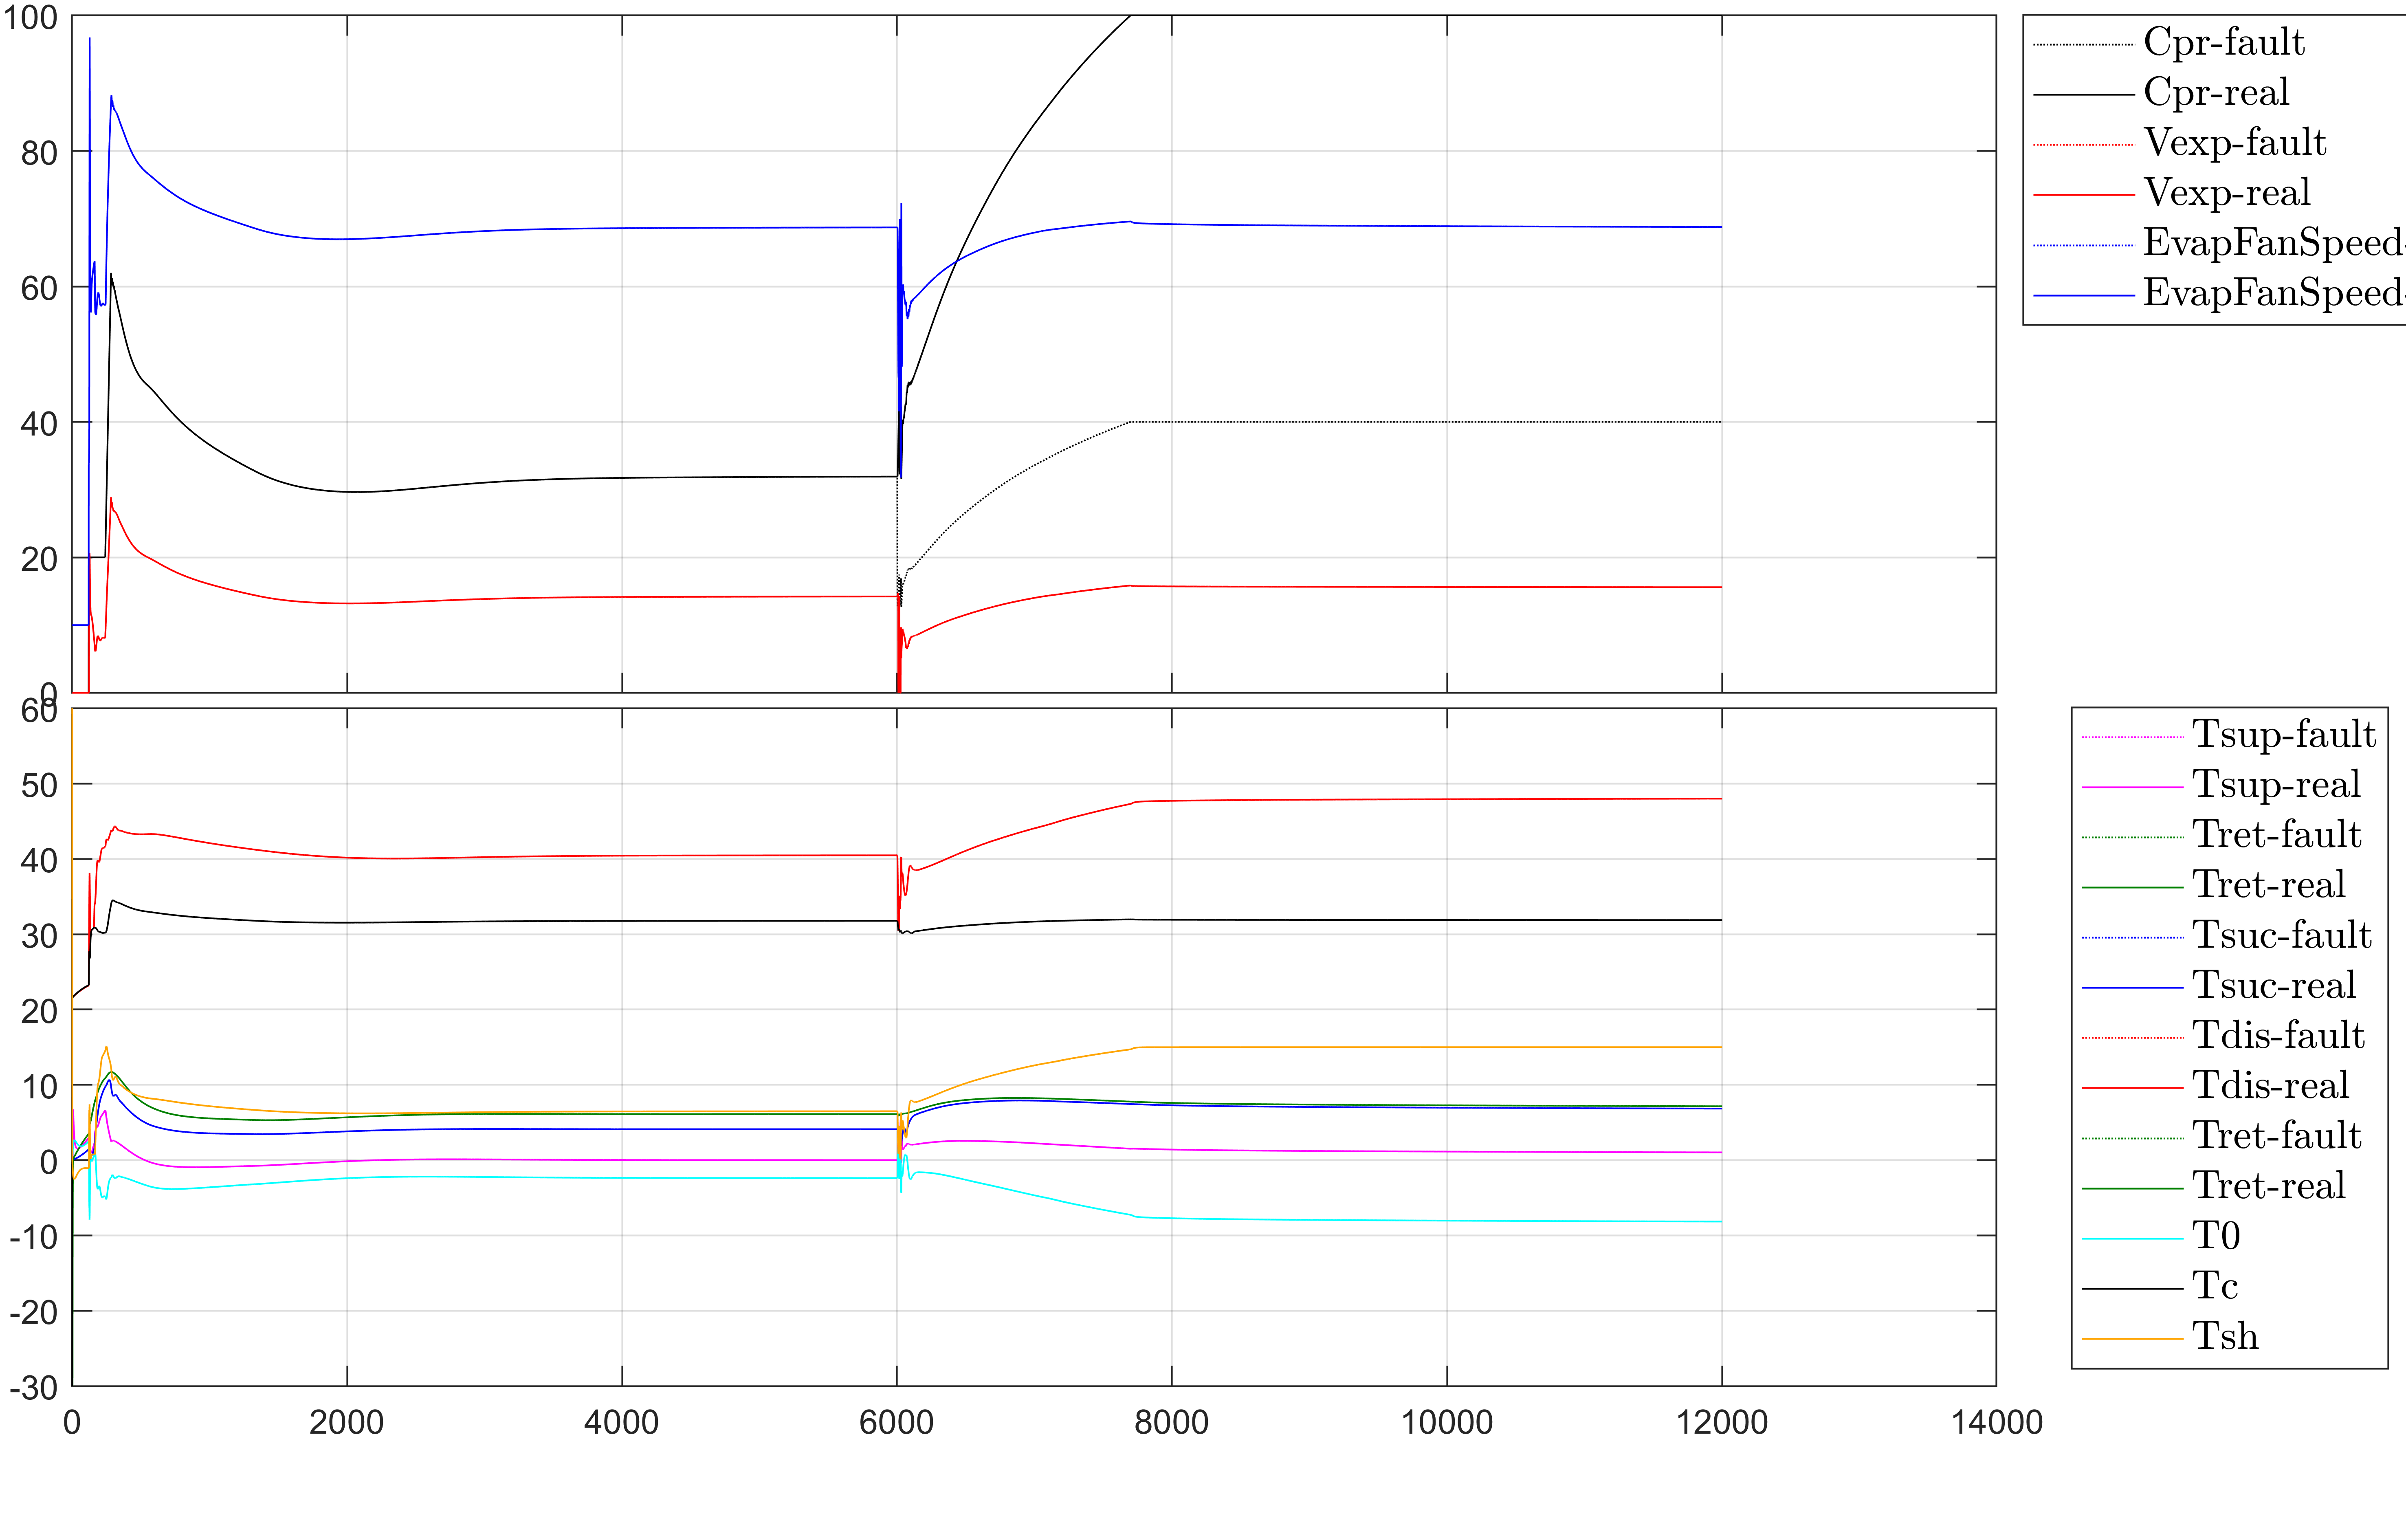 100
80
60
40
20
0
Cpr-fault
Cpr-real
Vexp-fault
Vexp-real
EvapFanSpeed-
EvapFanSpeed-
60
50
40
30
20
10
0
-10
-20
-30
0 2000 4000 6000 8000 10000 12000 14000
Tsup-fault
Tsup-real
Tret-fault
Tret-real
Tsuc-fault
Tsuc-real
Tdis-fault
Tdis-real
Tret-fault
Tret-real
T0
Tc
Tsh